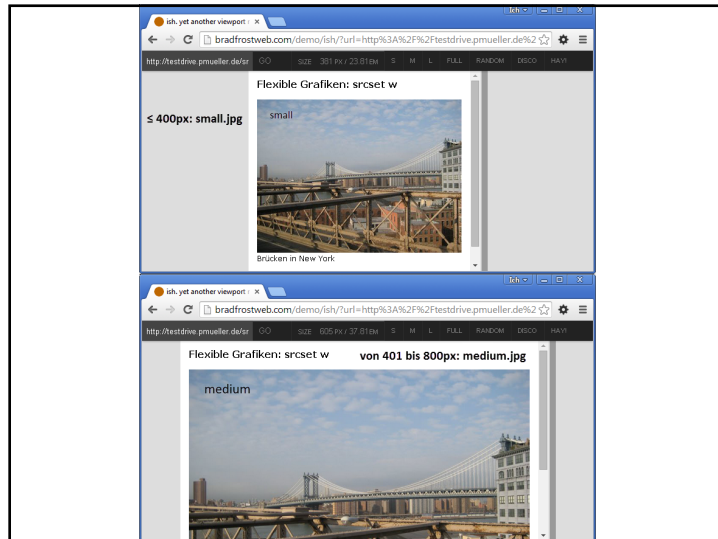 Ich
ish. yet another viewport r
bradfrostweb.com/demo/ish/?url=http%3A%2F%2Ftestdrive.pmueller.de%2
http://testdrive.pmueller.de/sr GO SIZE 381 PX / 23.81EM S M L FULL RANDOM DISCO HAY!
Flexible Grafiken: srcset w
≤ 400px: small.jpg
small
Brücken in New York
Ich
ish. yet another viewport r
bradfrostweb.com/demo/ish/?url=http%3A%2F%2Ftestdrive.pmueller.de%2
http://testdrive.pmueller.de/sr GO SIZE 605 PX / 37.81EM S M L FULL RANDOM DISCO HAY!
Flexible Grafiken: srcset w
von 401 bis 800px: medium.jpg
medium